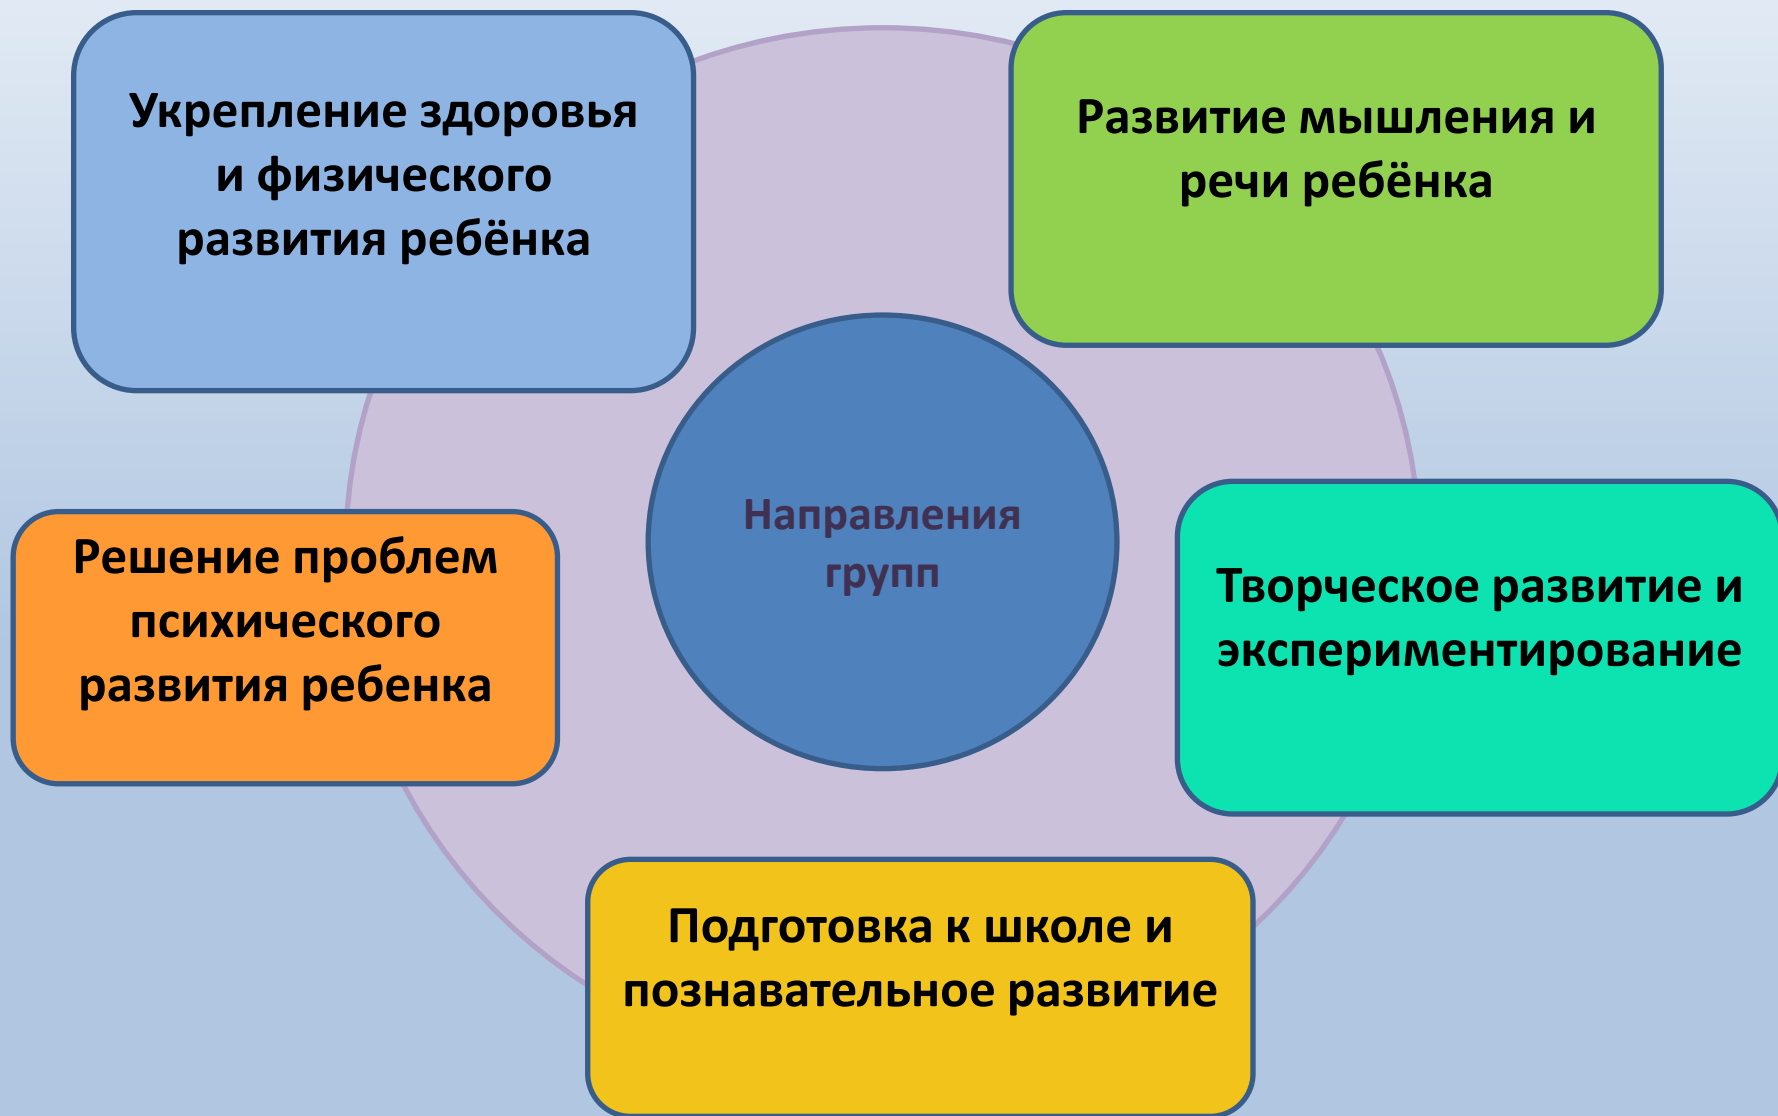 Укрепление здоровья
и физического
развития ребёнка
Развитие мышления и
речи ребёнка
Направления
групп
Решение проблем
психического
развития ребенка
Творческое развитие и
экспериментирование
Подготовка к школе и
познавательное развитие